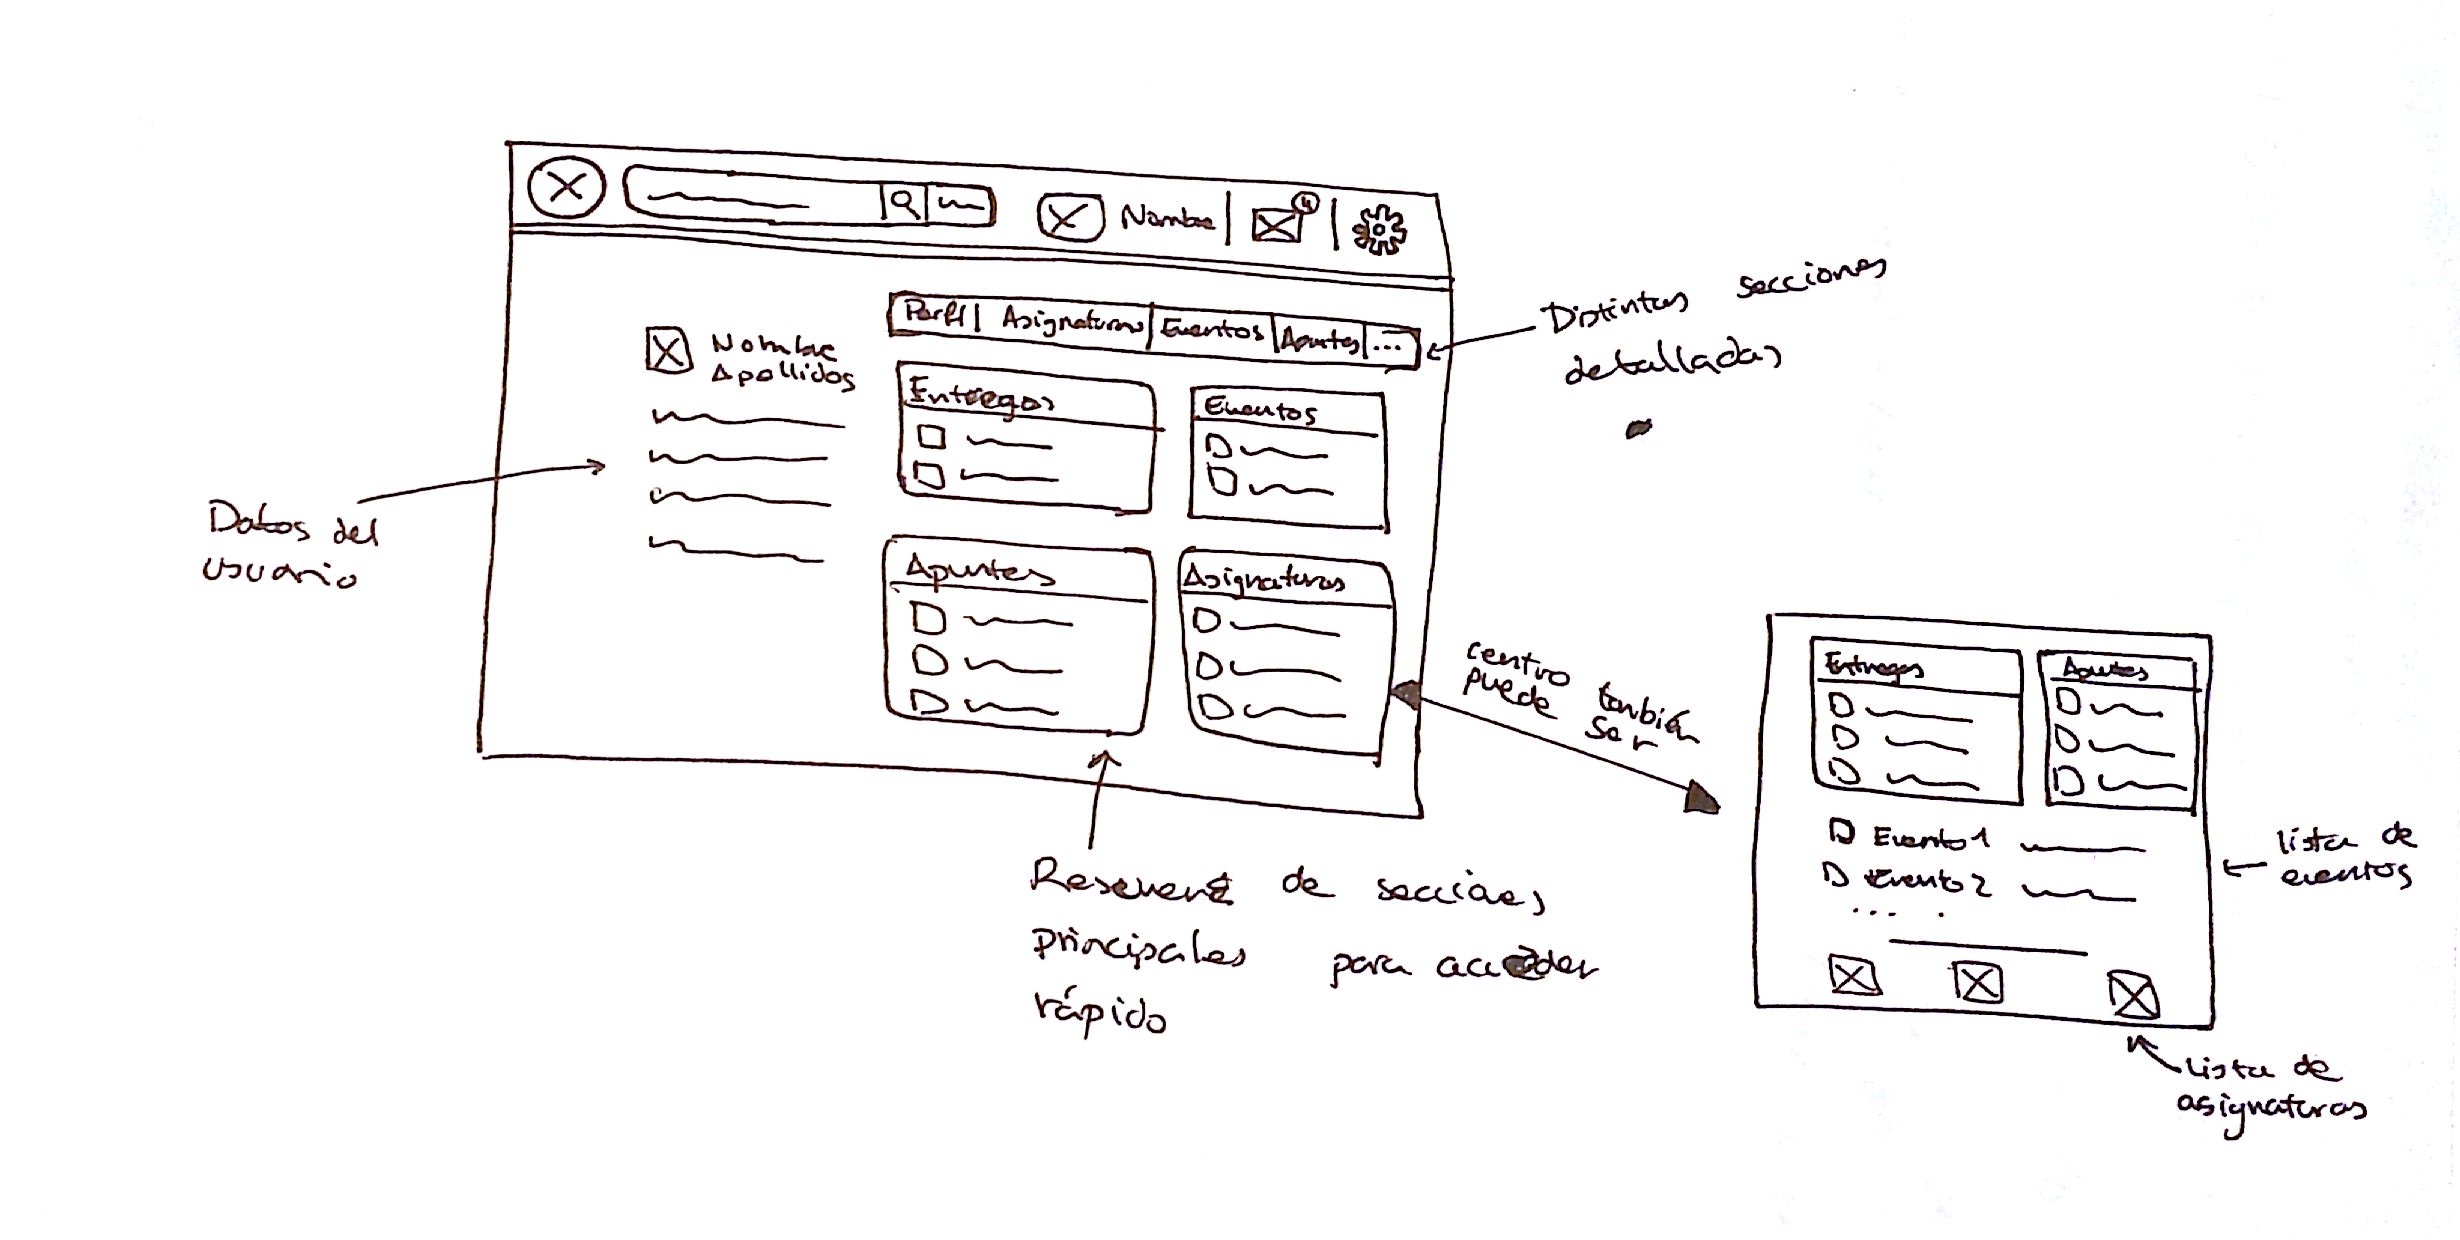 Nombre
4
Perfil | Asignaturas | Eventos | Apuntes | ...
Distintas secciones
detalladas
Nombre
Apellidos
Entregas
Eventos
Datos del
usuario
Apuntes
Asignaturas
centro también
puede ser
Entregas
Apuntes
Evento 1
Evento 2
...
lista de
eventos
de secciones
principales para acceder
rápido
lista de
asignaturas